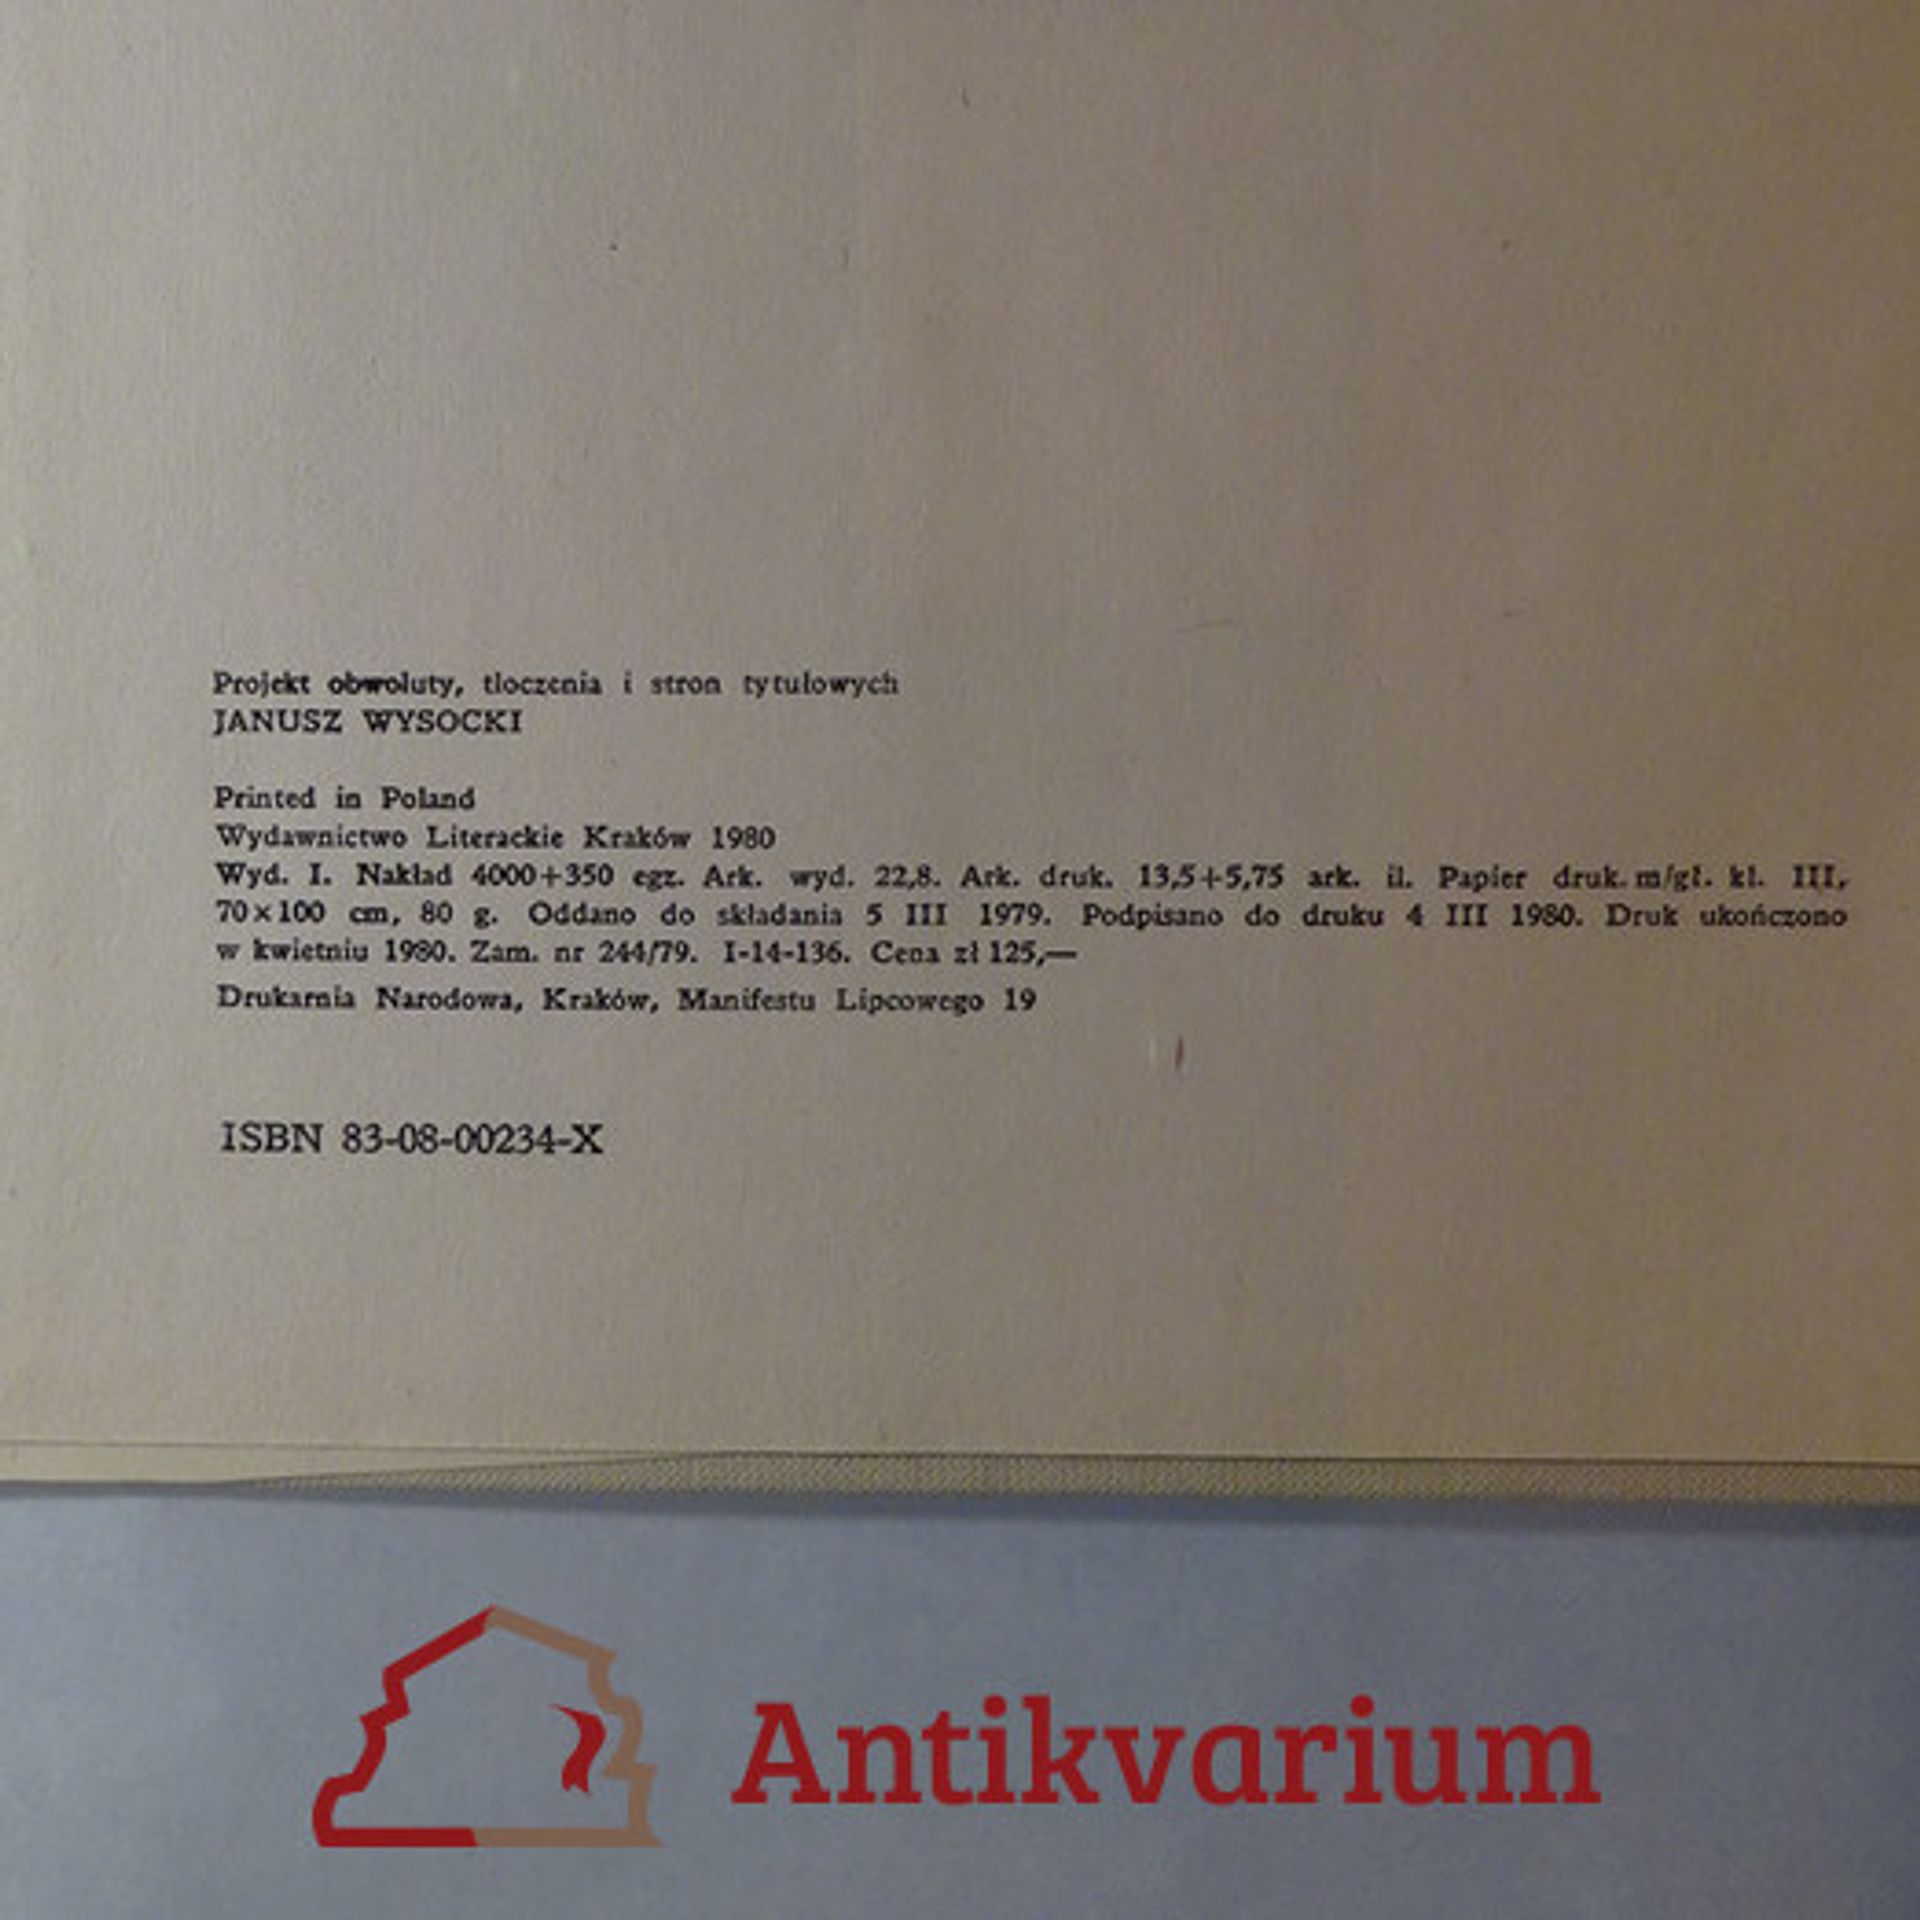 Projekt obwoluty, tłoczenia i stron tytułowych
JANUSZ WYSOCKI
Printed in Poland
Wydawnictwo Literackie Kraków 1980
Wyd. I. Nakład 4000+350 egz. Ark. wyd. 22,8. Ark. druk. 13,5+5,75 ark. il. Papier druk. m/gł. kl. III,
70×100 cm, 80 g. Oddano do składania 5 III 1979. Podpisano do druku 4 III 1980. Druk ukończono
w kwietniu 1980. Zam. nr 244/79. I-14-136. Cena zł 125,—
Drukarnia Narodowa, Kraków, Manifestu Lipcowego 19
ISBN 83-08-00234-X
Antikvarium